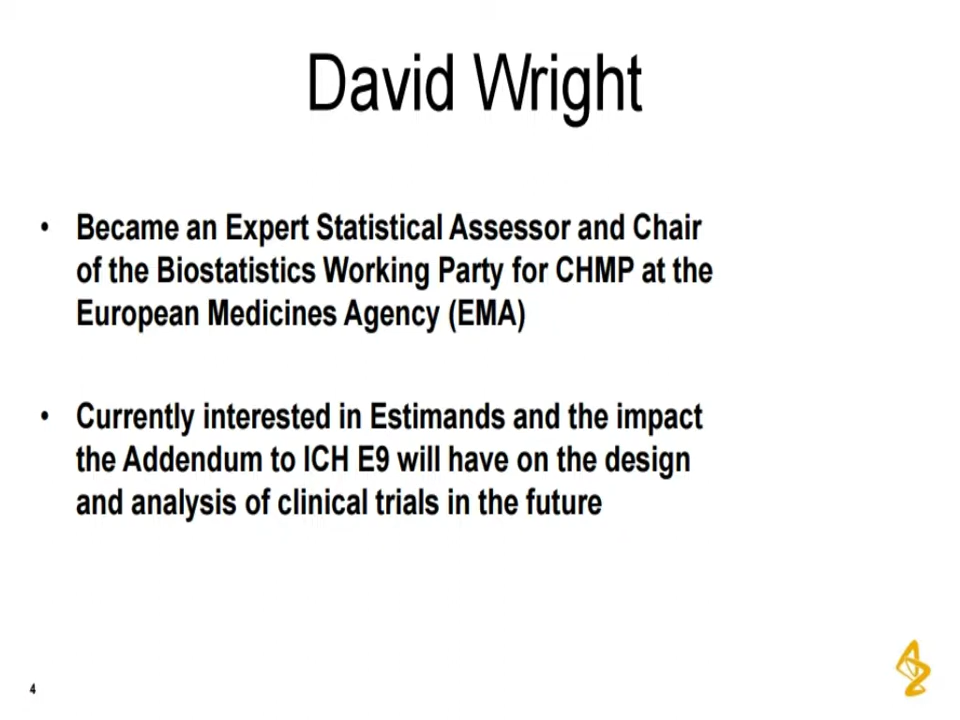 David Wright
• Became an Expert Statistical Assessor and Chair
of the Biostatistics Working Party for CHMP at the
European Medicines Agency (EMA)
• Currently interested in Estimands and the impact
the Addendum to ICH E9 will have on the design
and analysis of clinical trials in the future
4